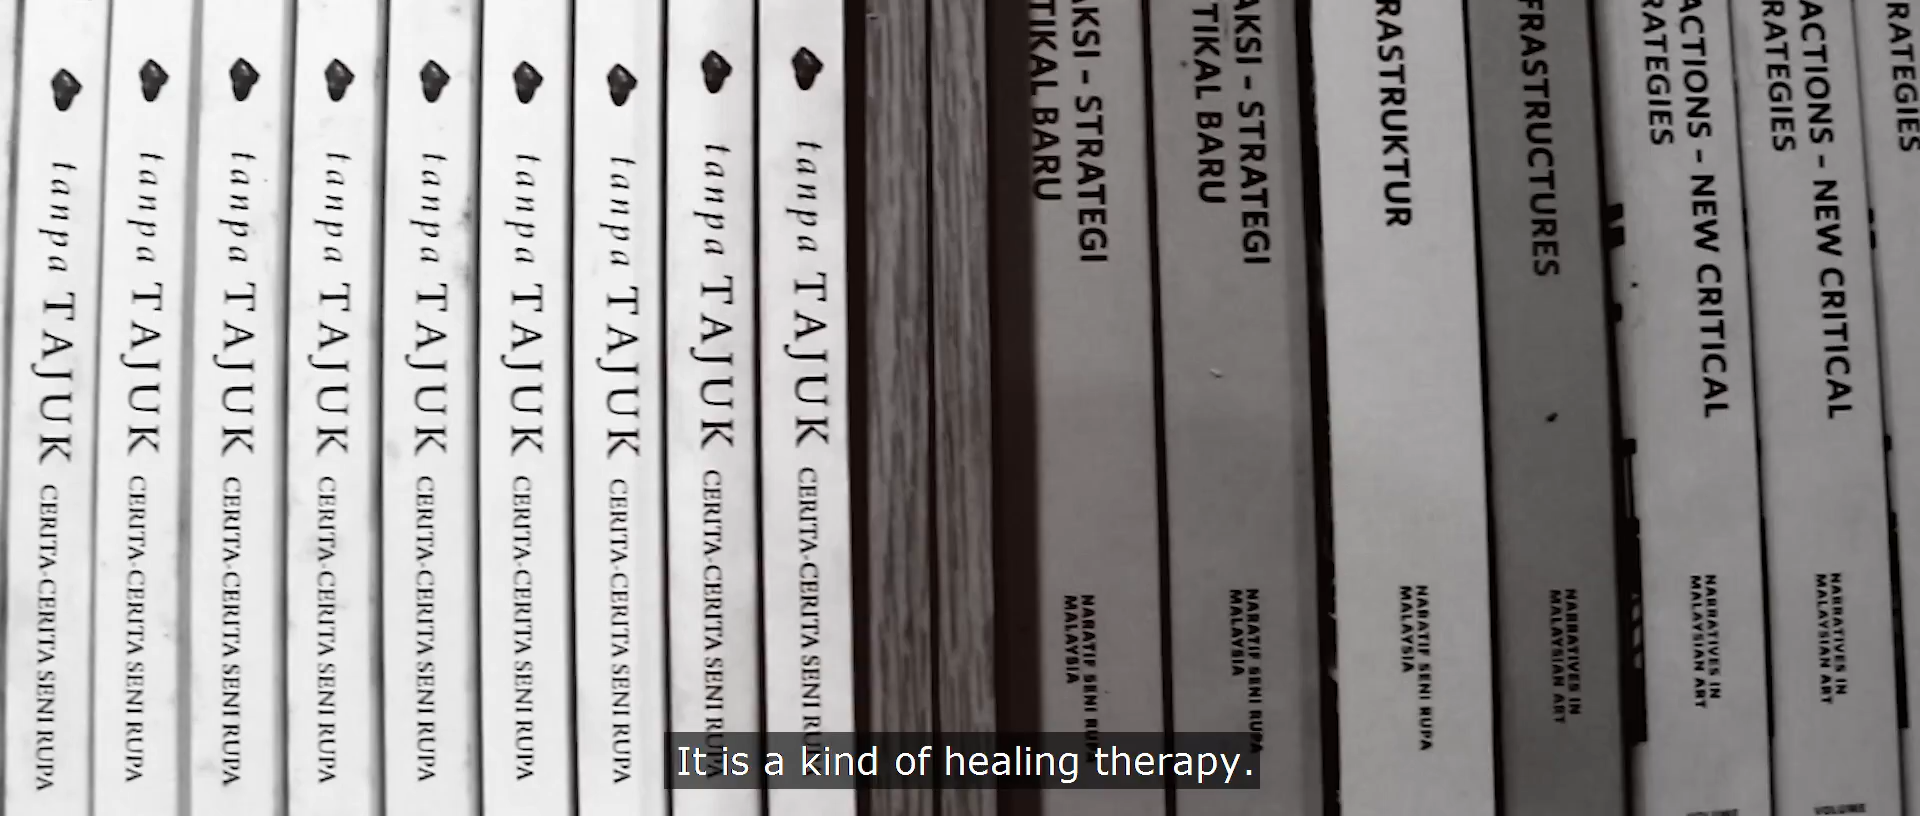 tanpa TAJUK CERITA-CERITA SENI RUPA
tanpa TAJUK CERITA-CERITA SENI RUPA
tanpa TAJUK CERITA-CERITA SENI RUPA
tanpa TAJUK CERITA-CERITA SENI RUPA
tanpa TAJUK CERITA-CERITA SENI RUPA
tanpa TAJUK CERITA-CERITA SENI RUPA
tanpa TAJUK CERITA-CERITA SENI RUPA
tanpa TAJUK CERITA-CERITA SENI RUPA
tanpa TAJUK CERITA-CERITA SENI RUPA
AKSI – STRATEGI
TIKAL BARU
NARATIF SENI RUPA
MALAYSIA
AKSI – STRATEGI
TIKAL BARU
NARATIF SENI RUPA
MALAYSIA
RASTRUKTUR
NARATIF SENI RUPA
MALAYSIA
FRASTRUCTURES
NARRATIVES IN
MALAYSIAN ART
ACTIONS – NEW CRITICAL
RATEGIES
NARRATIVES IN
MALAYSIAN ART
VOLUME
ACTIONS – NEW CRITICAL
RATEGIES
NARRATIVES IN
MALAYSIAN ART
VOLUME
RATEGIES
It is a kind of healing therapy.